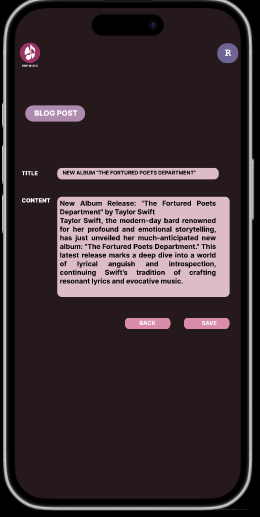 R
BLOG POST
TITLE
NEW ALBUM "THE FORTURED POETS DEPARTMENT"
CONTENT
New Album Release: "The Fortured Poets
Department" by Taylor Swift
Taylor Swift, the modern-day bard renowned
for her profound and emotional storytelling,
has just unveiled her much-anticipated new
album: "The Fortured Poets Department." This
latest release marks a deep dive into a world
of lyrical anguish and introspection,
continuing Swift's tradition of crafting
resonant lyrics and evocative music.
BACK
SAVE